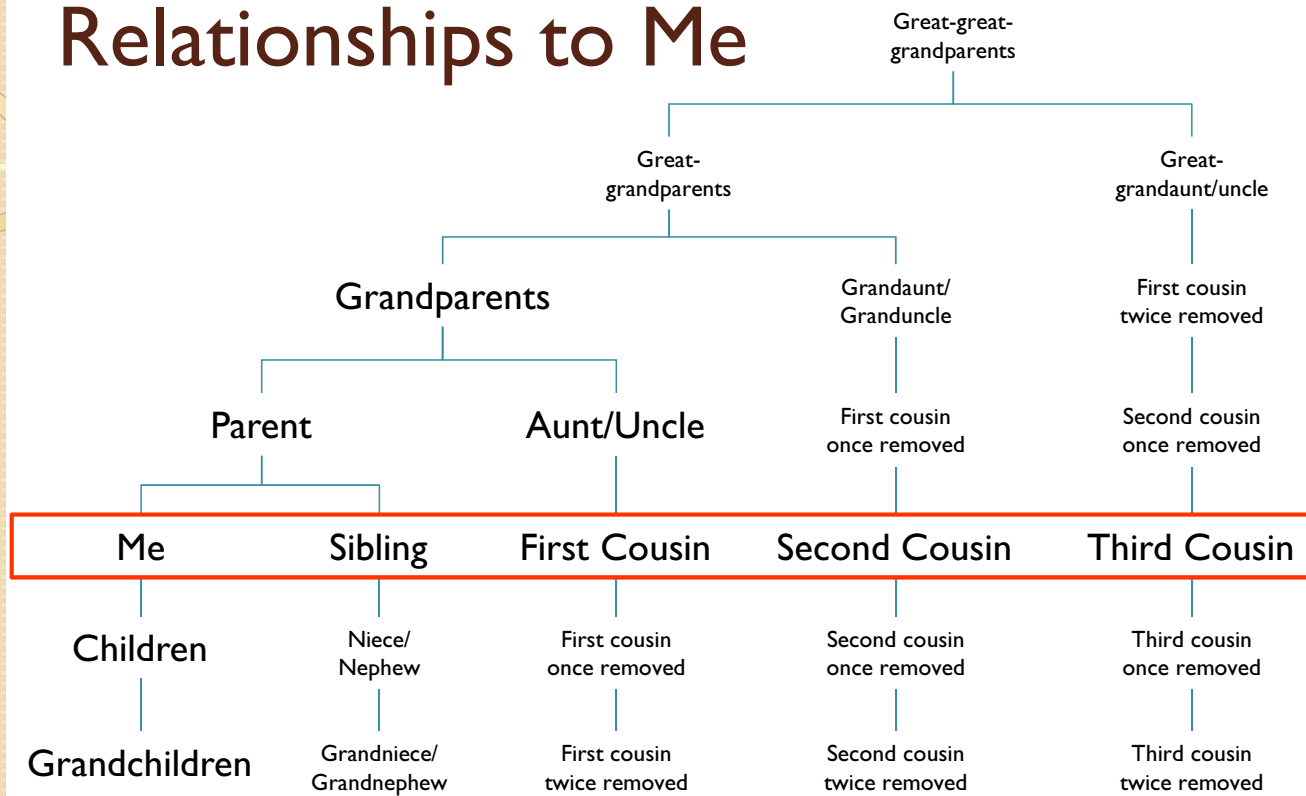 Relationships to Me
Great-great-
grandparents
Great-
grandparents
Great-
grandaunt/uncle
Grandparents
Grandaunt/
Granduncle
First cousin
twice removed
Parent
Aunt/Uncle
First cousin
once removed
Second cousin
once removed
Me
Sibling
First Cousin
Second Cousin
Third Cousin
Children
Niece/
Nephew
First cousin
once removed
Second cousin
once removed
Third cousin
once removed
Grandchildren
Grandniece/
Grandnephew
First cousin
twice removed
Second cousin
twice removed
Third cousin
twice removed